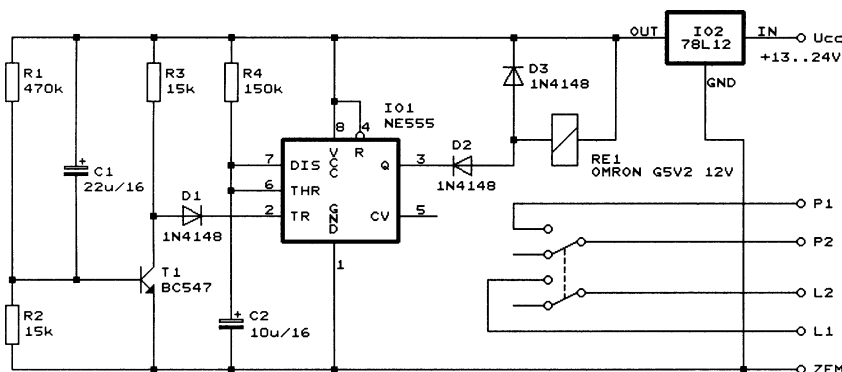 OUT
IO2
78L12
IN
Ucc
+13..24V
GND
R1
470k
R3
15k
R4
150k
D3
1N4148
IO1
NE555
8
4
V
C
C
R
7
DIS
Q
3
D2
1N4148
RE1
OMRON G5V2 12V
C1
22u/16
+
6
THR
D1
1N4148
2
TR
G
N
D
CV
5
P1
P2
1
T1
BC547
L2
R2
15k
+
C2
10u/16
L1
ZEM